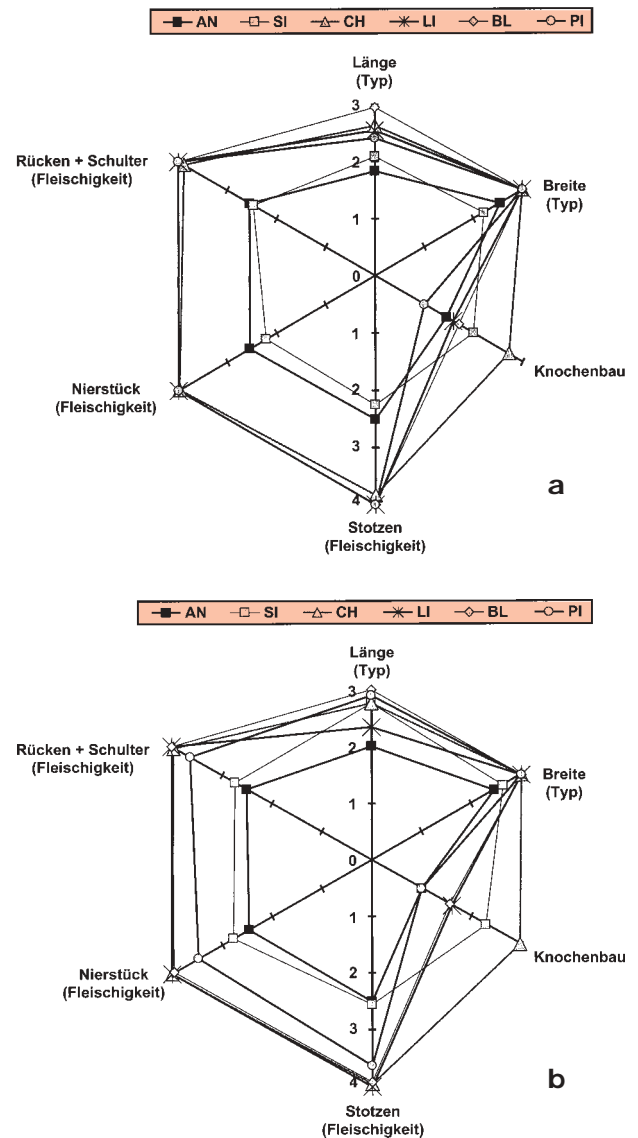 AN SI CH LI BL PI
Länge
(Typ)
3
Rücken + Schulter
(Fleischigkeit)
2
Breite
(Typ)
1
0
1
Knochenbau
Nierstück
(Fleischigkeit)
2
3
a
4
Stotzen
(Fleischigkeit)
AN SI CH LI BL PI
Länge
(Typ)
3
Rücken + Schulter
(Fleischigkeit)
2
Breite
(Typ)
1
0
1
Knochenbau
Nierstück
(Fleischigkeit)
2
3
4
b
Stotzen
(Fleischigkeit)